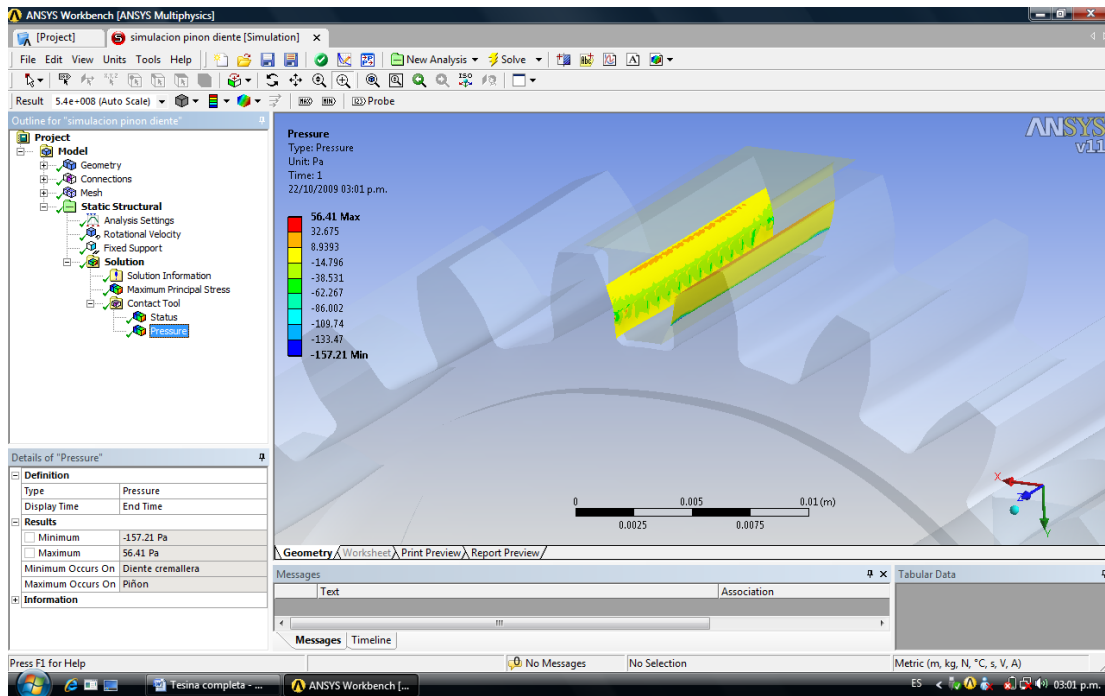 ANSYS Workbench [ANSYS Multiphysics]
[Project] simulacion pinon diente [Simulation]
File Edit View Units Tools Help New Analysis Solve
Result 5.4e+008 (Auto Scale) MAX MIN Probe
Outline for "simulacion pinon diente"
Project
Model
Geometry
Connections
Mesh
Static Structural
Analysis Settings
Rotational Velocity
Fixed Support
Solution
Solution Information
Maximum Principal Stress
Contact Tool
Status
Pressure
Details of "Pressure"
Definition
Type Pressure
Display Time End Time
Results
Minimum -157.21 Pa
Maximum 56.41 Pa
Minimum Occurs On Diente cremallera
Maximum Occurs On Piñon
Information
Pressure
Type: Pressure
Unit: Pa
Time: 1
22/10/2009 03:01 p.m.
56.41 Max
32.675
8.9393
-14.796
-38.531
-62.267
-86.002
-109.74
-133.47
-157.21 Min
ANSYS
v11
0 0.005 0.01 (m)
0.0025 0.0075
X
Z
Y
Geometry Worksheet Print Preview Report Preview
Messages
Text Association
Messages Timeline
Tabular Data
Press F1 for Help No Messages No Selection Metric (m, kg, N, °C, s, V, A)
Tesina completa - ... ANSYS Workbench [... ES 03:01 p.m.